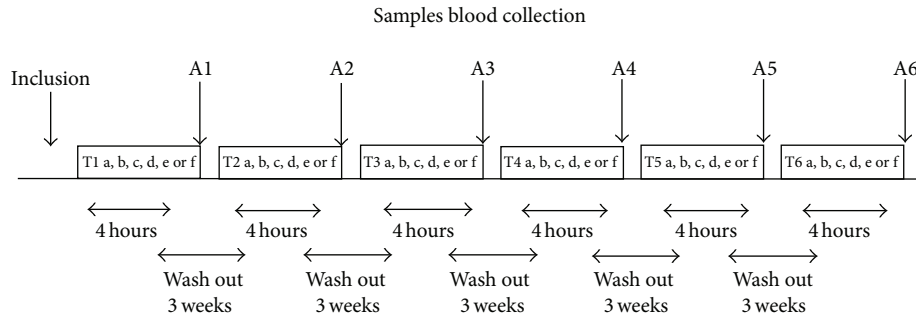 Samples blood collection
Inclusion
A1
A2
A3
A4
A5
A6
T1 a, b, c, d, e or f
T2 a, b, c, d, e or f
T3 a, b, c, d, e or f
T4 a, b, c, d, e or f
T5 a, b, c, d, e or f
T6 a, b, c, d, e or f
4 hours
4 hours
4 hours
4 hours
4 hours
4 hours
Wash out
3 weeks
Wash out
3 weeks
Wash out
3 weeks
Wash out
3 weeks
Wash out
3 weeks